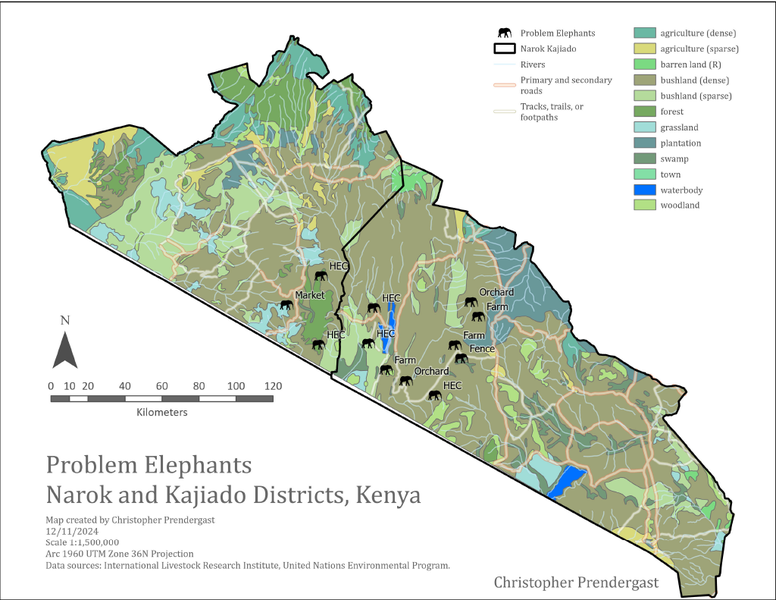 Problem Elephants
Narok Kajiado
Rivers
Primary and secondary
roads
Tracks, trails, or
footpaths
agriculture (dense)
agriculture (sparse)
barren land (R)
bushland (dense)
bushland (sparse)
forest
grassland
plantation
swamp
town
waterbody
woodland
HEC
Market
HEC
Orchard
Farm
HEC
HEC
Farm
Fence
Farm
Orchard
HEC
N
0 10 20 40 60 80 100 120
Kilometers
Problem Elephants
Narok and Kajiado Districts, Kenya
Map created by Christopher Prendergast
12/11/2024
Scale 1:1,500,000
Arc 1960 UTM Zone 36N Projection
Data sources: International Livestock Research Institute, United Nations Environmental Program.
Christopher Prendergast